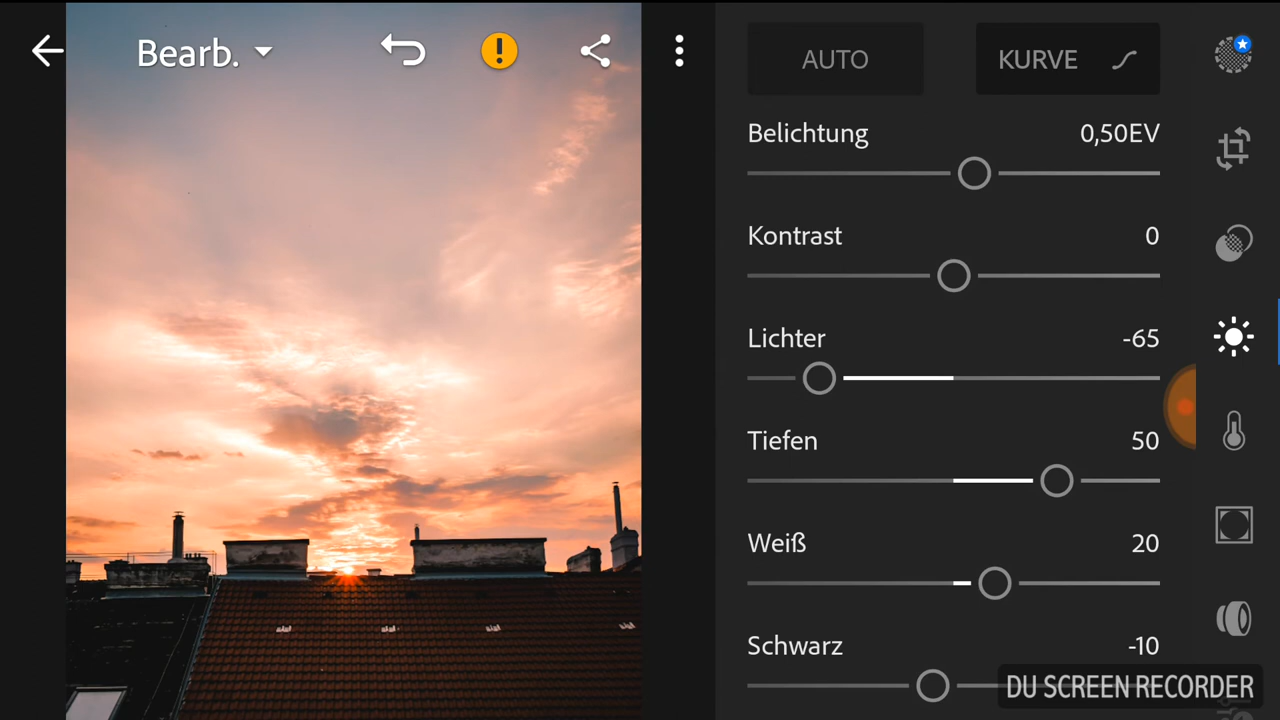 Bearb.
AUTO
KURVE
Belichtung 0,50EV
Kontrast 0
Lichter -65
Tiefen 50
Weiß 20
Schwarz -10
DU SCREEN RECORDER